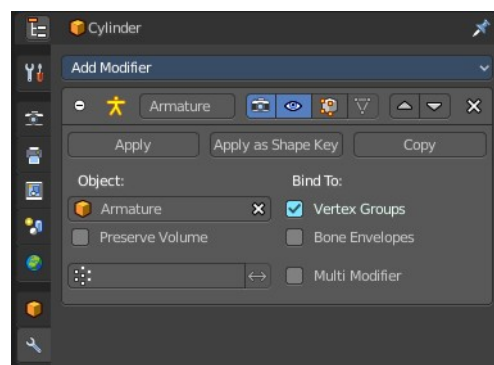 Cylinder
Add Modifier
Armature
Apply Apply as Shape Key Copy
Object: Bind To:
Armature Vertex Groups
Preserve Volume Bone Envelopes
Multi Modifier